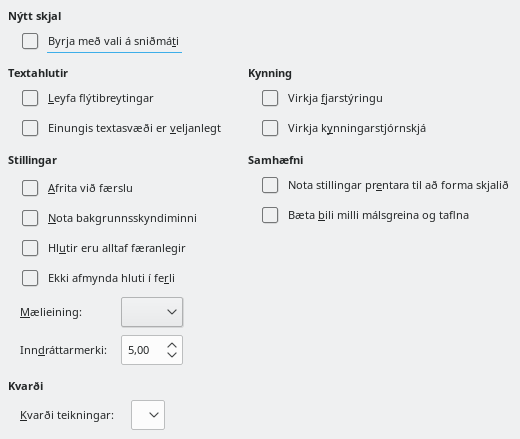 Nýtt skjal
Byrja með vali á sniðmáti
Textahlutir
Leyfa flýtibreytingar
Einungis textasvæði er veljanlegt
Kynning
Virkja fjarstýringu
Virkja kynningarstjórnskjá
Stillingar
Afrita við færslu
Nota bakgrunnsskyndiminni
Hlutir eru alltaf færanlegir
Ekki afmynda hluti í ferli
Mælieining:
Inndráttarmerki: 5,00
Samhæfni
Nota stillingar prentara til að forma skjalið
Bæta bili milli málsgreina og taflna
Kvarði
Kvarði teikningar: